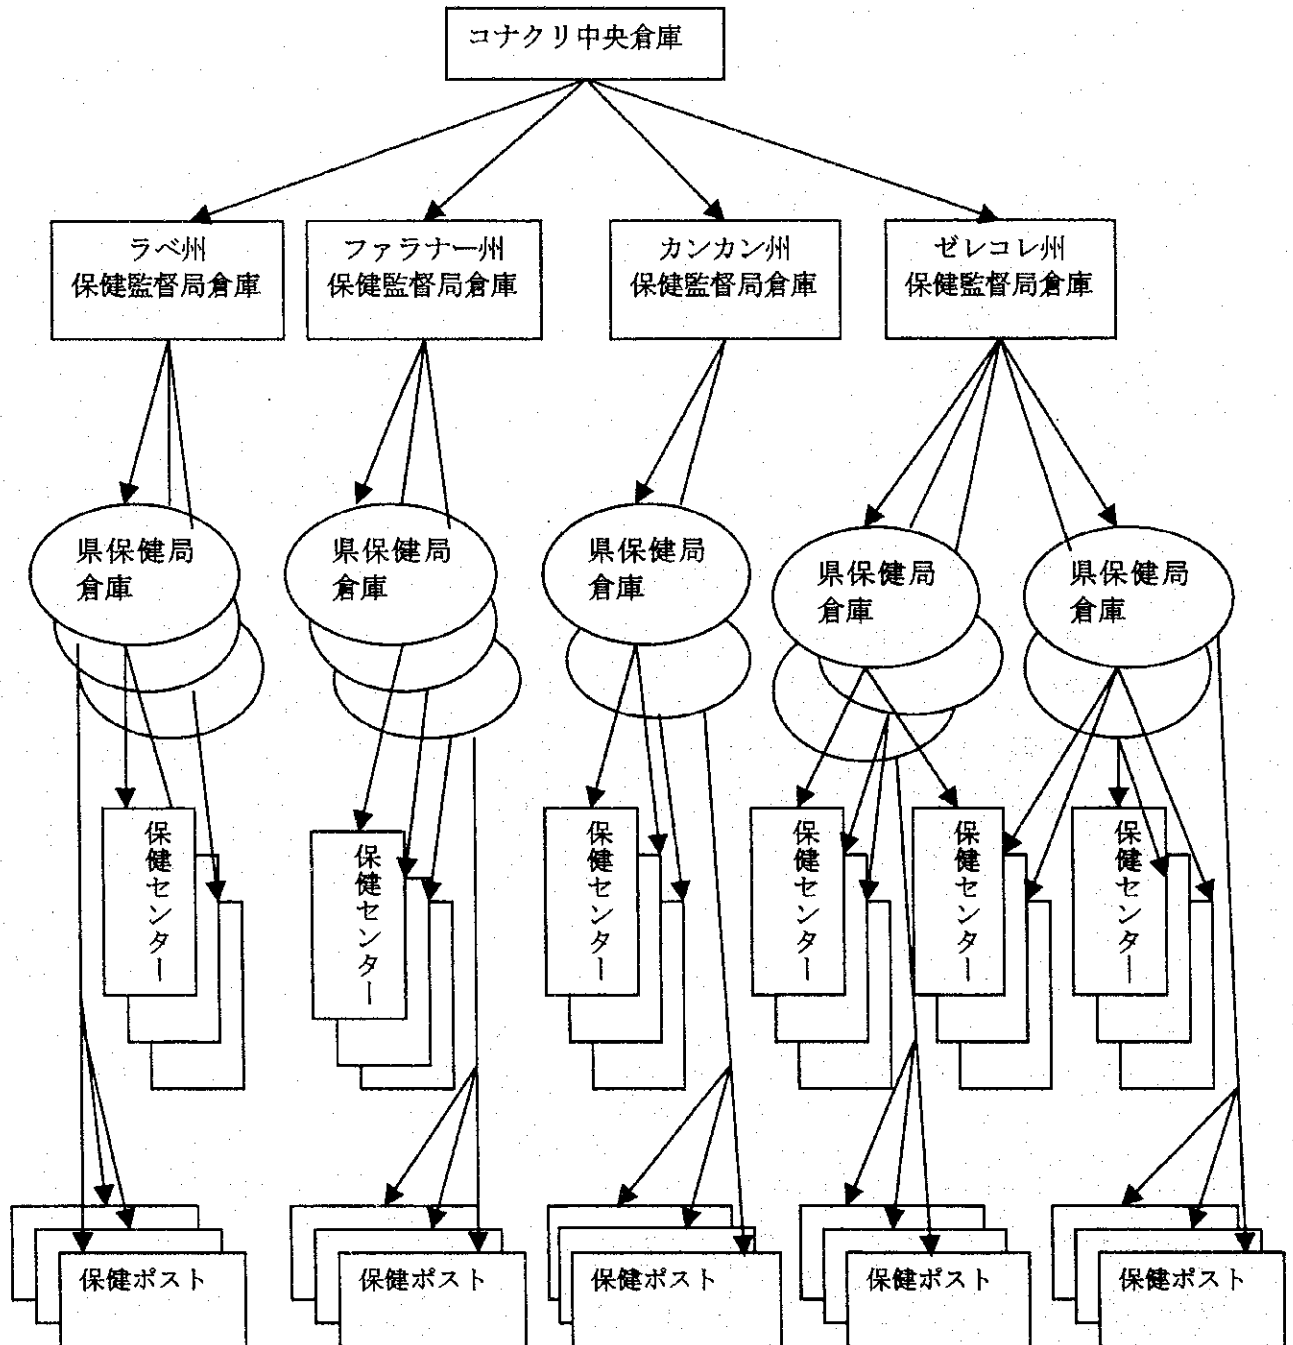 コナクリ中央倉庫
ラベ州
保健監督局倉庫
ファラナー州
保健監督局倉庫
カンカン州
保健監督局倉庫
ゼレコレ州
保健監督局倉庫
県保健局
倉庫
県保健局
倉庫
県保健局
倉庫
県保健局
倉庫
県保健局
倉庫
保健センター
保健センター
保健センター
保健センター
保健センター
保健センター
保健ポスト
保健ポスト
保健ポスト
保健ポスト
保健ポスト